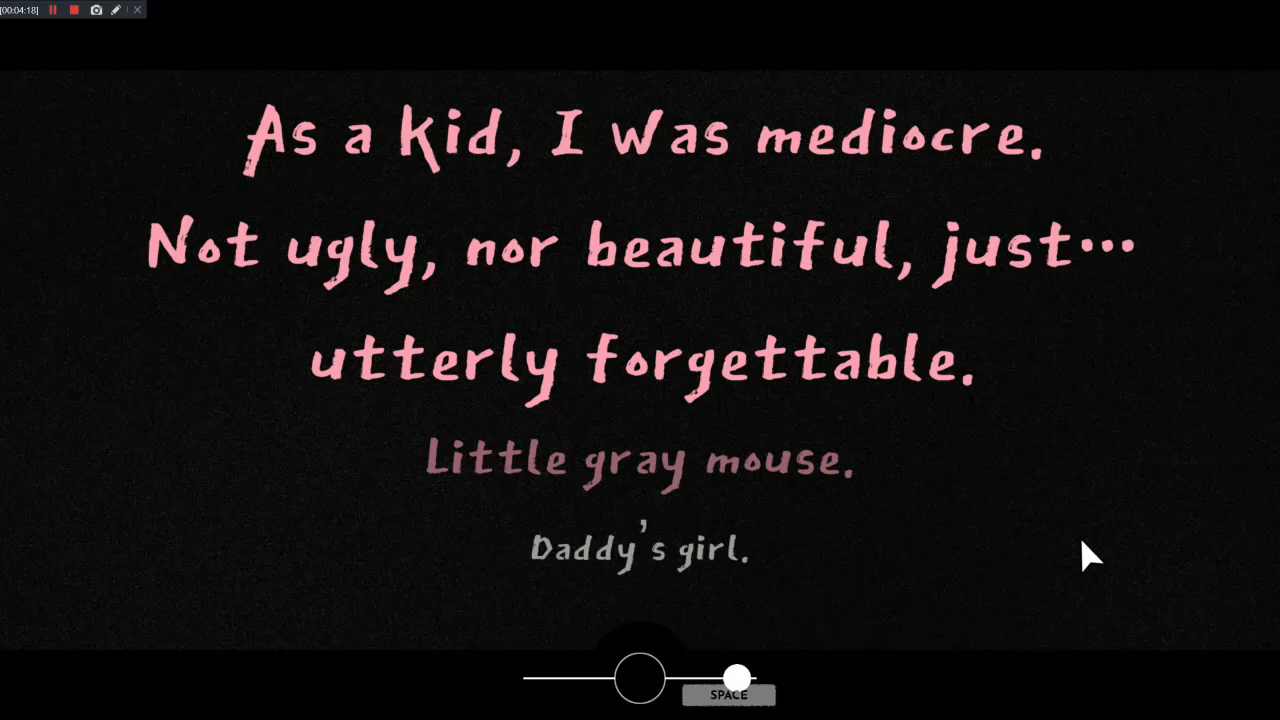 [00:04:18]
As a kid, I was mediocre.
Not ugly, nor beautiful, just...
utterly forgettable.
Little gray mouse.
Daddy's girl.
SPACE